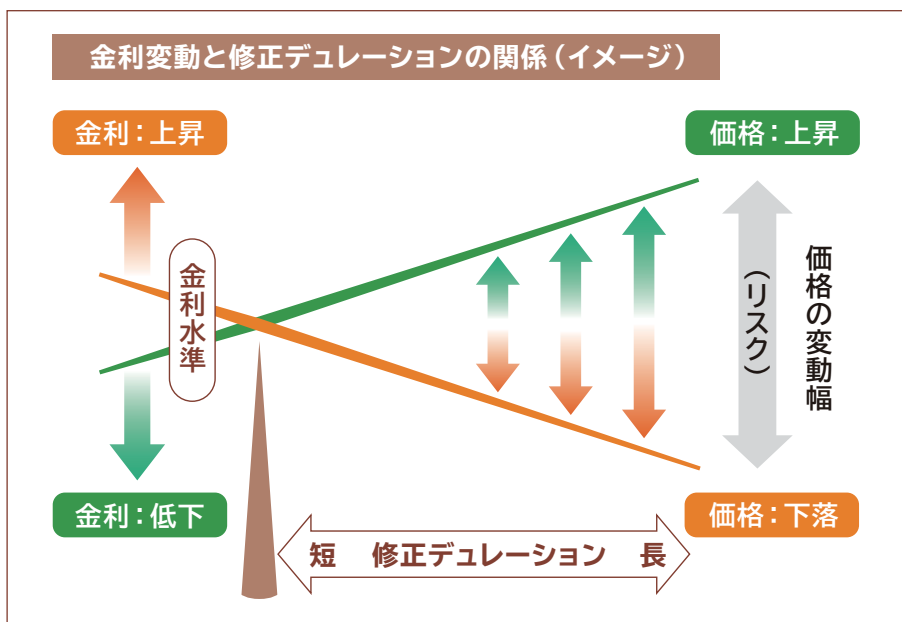 金利変動と修正デュレーションの関係（イメージ）
金利：上昇
価格：上昇
金利水準
価格の変動幅
（リスク）
金利：低下
価格：下落
短　修正デュレーション　長